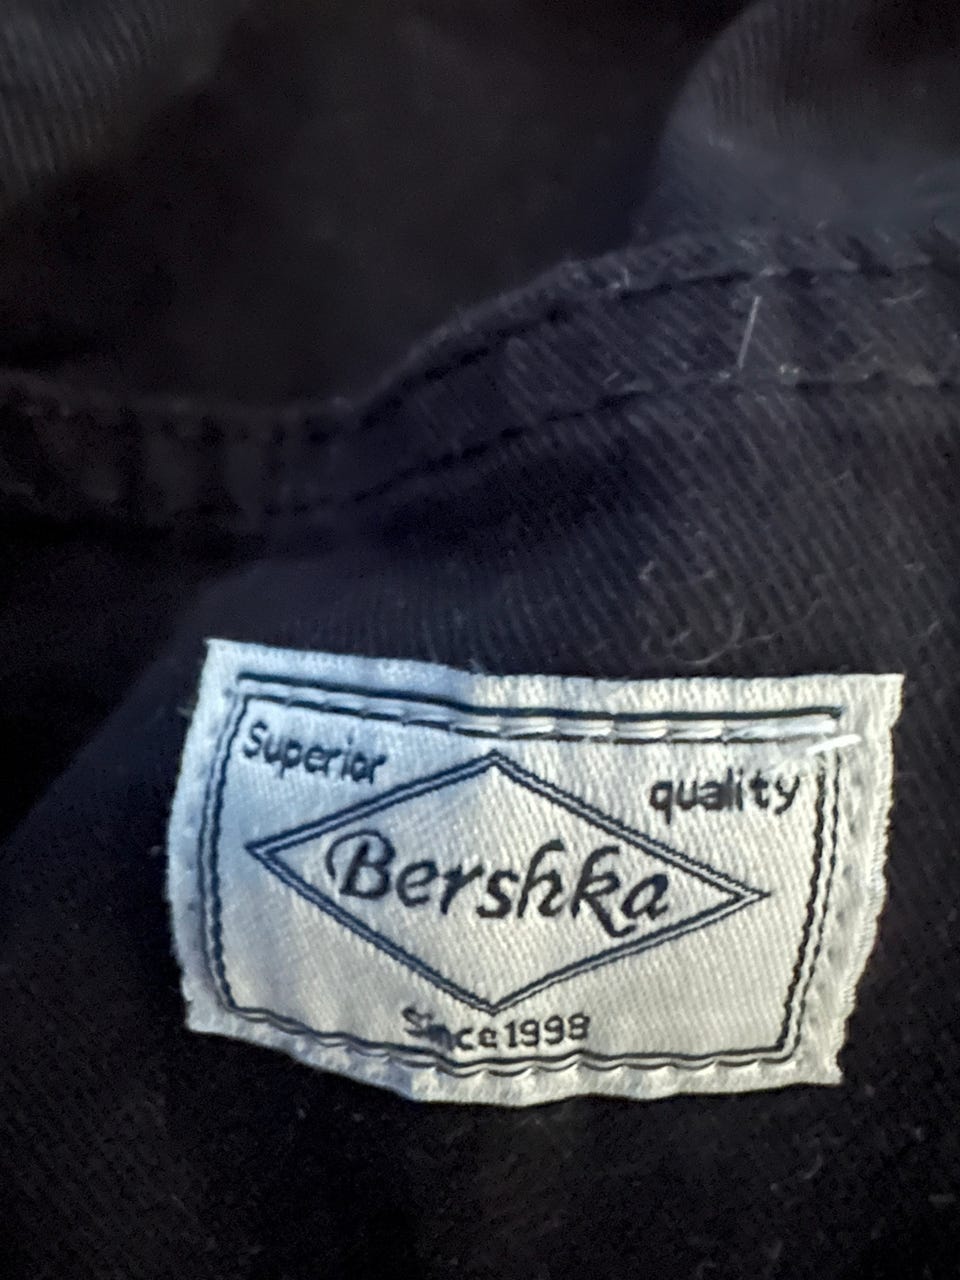 Superior quality
Bershka
Since 1998